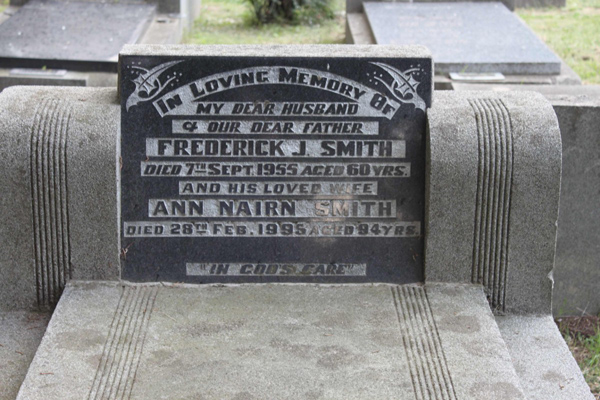 In Loving Memory Of
MY DEAR HUSBAND
& OUR DEAR FATHER
FREDERICK J. SMITH
DIED 7TH SEPT. 1955 AGED 60 YRS.
AND HIS LOVED WIFE
ANN NAIRN SMITH
DIED 28TH FEB. 1995 AGED 94 YRS.
"IN GOD'S CARE"